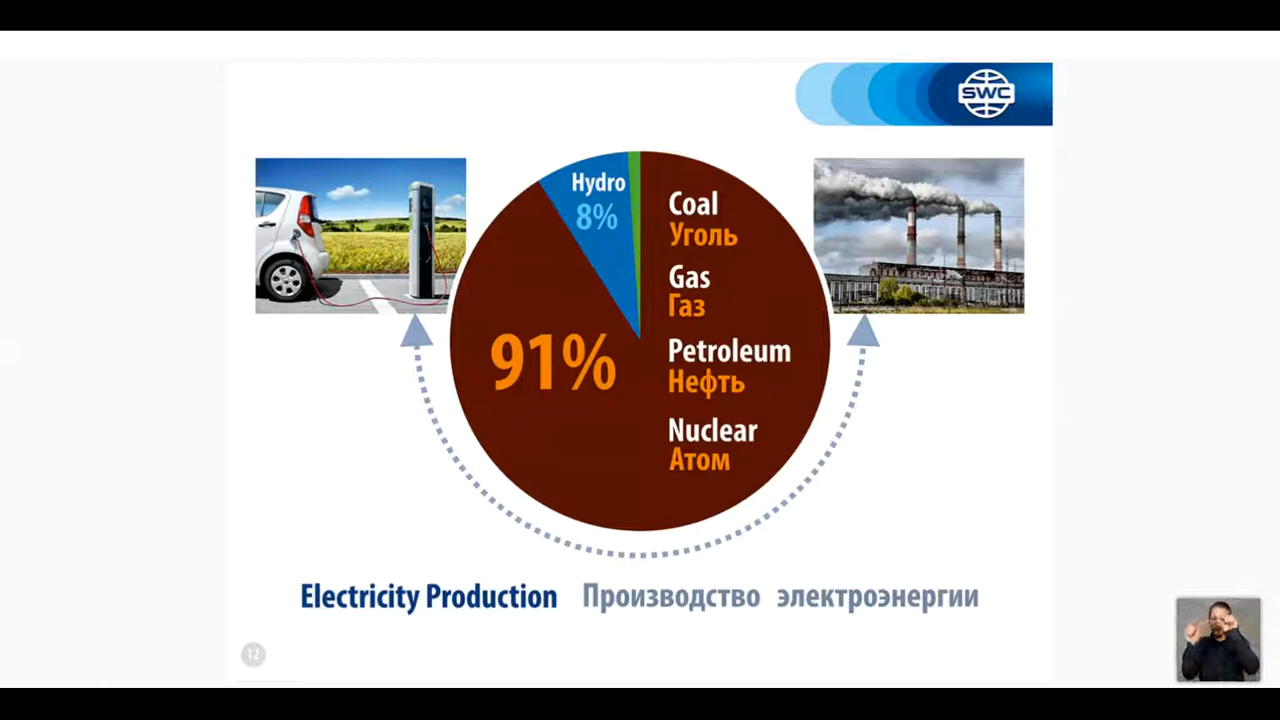 SWC
Hydro
8%
91%
Coal
Уголь
Gas
Газ
Petroleum
Нефть
Nuclear
Атом
Electricity Production Производство электроэнергии
12